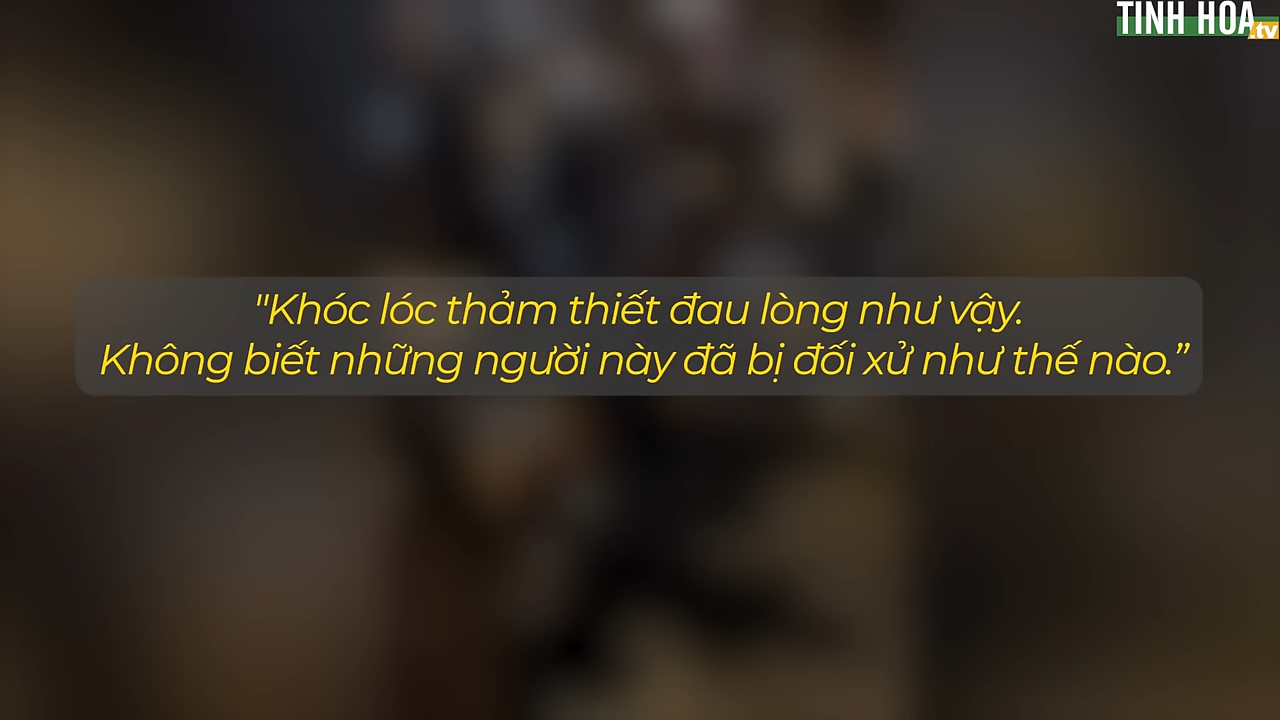 TINH HOA
.tv
"Khóc lóc thảm thiết đau lòng như vậy.
Không biết những người này đã bị đối xử như thế nào.”